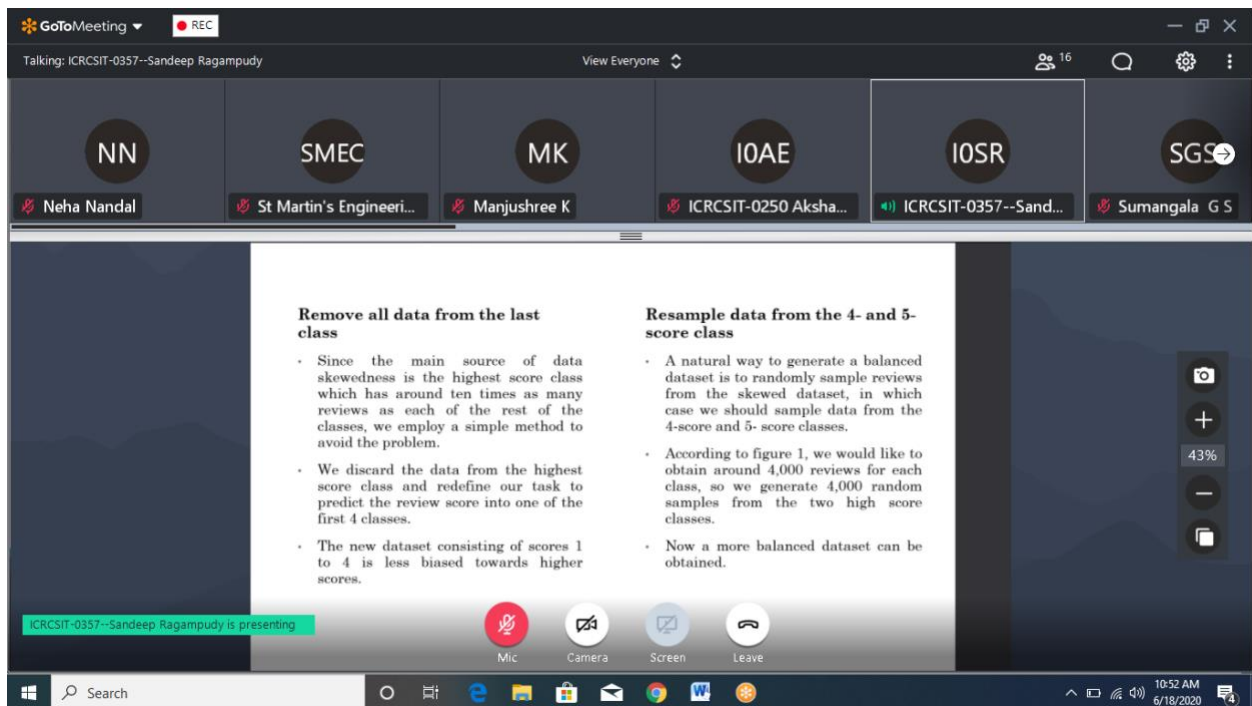 GoToMeeting
REC
Talking: ICRCSIT-0357--Sandeep Ragampudy
View Everyone
16
NN
SMEC
MK
I0AE
I0SR
SGS
Neha Nandal
St Martin's Engineeri...
Manjushree K
ICRCSIT-0250 Aksha...
ICRCSIT-0357--Sand...
Sumangala G S
Remove all data from the last
class
· Since the main source of data
skewedness is the highest score class
which has around ten times as many
reviews as each of the rest of the
classes, we employ a simple method to
avoid the problem.
· We discard the data from the highest
score class and redefine our task to
predict the review score into one of the
first 4 classes.
· The new dataset consisting of scores 1
to 4 is less biased towards higher
scores.
Resample data from the 4- and 5-
score class
· A natural way to generate a balanced
dataset is to randomly sample reviews
from the skewed dataset, in which
case we should sample data from the
4-score and 5- score classes.
· According to figure 1, we would like to
obtain around 4,000 reviews for each
class, so we generate 4,000 random
samples from the two high score
classes.
· Now a more balanced dataset can be
obtained.
43%
ICRCSIT-0357--Sandeep Ragampudy is presenting
Mic
Camera
Screen
Leave
Search
10:52 AM
6/18/2020
4